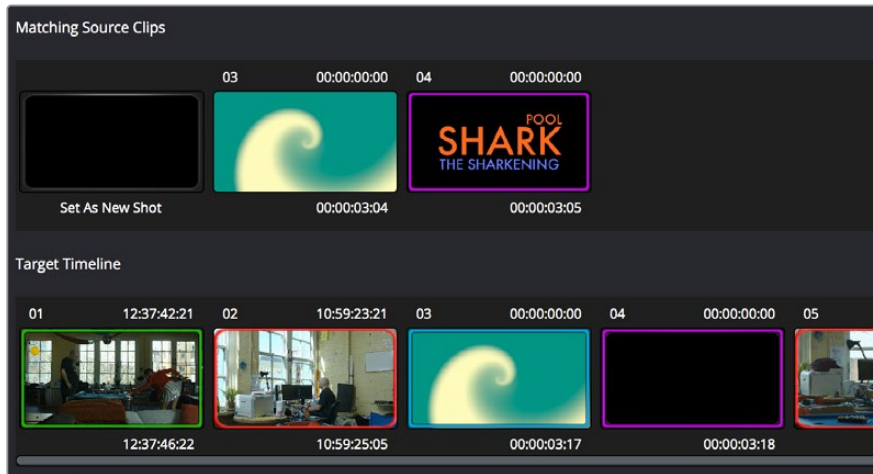 Matching Source Clips
03 00:00:00:00 04 00:00:00:00
POOL
SHARK
THE SHARKENING
Set As New Shot 00:00:03:04 00:00:03:05
Target Timeline
01 12:37:42:21 02 10:59:23:21 03 00:00:00:00 04 00:00:00:00 05
12:37:46:22 10:59:25:05 00:00:03:17 00:00:03:18